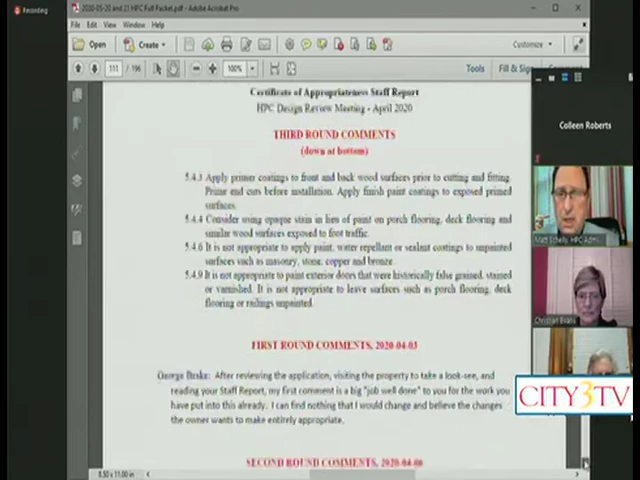 Recording
2020-05-20 and 21 HPC Full Packet.pdf - Adobe Acrobat Pro
File Edit View Window Help
Open
Create
Customize
111 / 196
100%
Tools
Fill & Sign
Comment
Certificate of Appropriateness Staff Report
HPC Design Review Meeting - April 2020
THIRD ROUND COMMENTS
(down at bottom)
5.4.3 Apply primer coatings to front and back wood surfaces prior to cutting and fitting.
Prime end cuts before installation. Apply finish paint coatings to exposed primed
surfaces.
5.4.4 Consider using opaque stain in lieu of paint on porch flooring, deck flooring and
similar wood surfaces exposed to foot traffic.
5.4.6 It is not appropriate to apply paint, water repellant or sealant coatings to unpainted
surfaces such as masonry, stone, copper and bronze.
5.4.9 It is not appropriate to paint exterior doors that were historically false grained, stained
or varnished. It is not appropriate to leave surfaces such as porch flooring, deck
flooring or railings unpainted.
FIRST ROUND COMMENTS, 2020-04-03
George Drake: After reviewing the application, visiting the property to take a look-see, and
reading your Staff Report, my first comment is a big "job well done" to you for the work you
have put into this already. I can find nothing that I would change and believe the changes
the owner wants to make entirely appropriate.
SECOND ROUND COMMENTS, 2020-04-06
8.50 x 11.00 in
Colleen Roberts
Matt Schelly, HPC Admi...
Christian Evans
CITY3TV